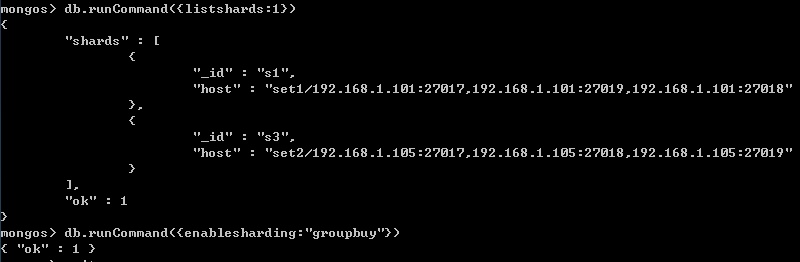 mongos> db.runCommand({listshards:1})
{
        "shards" : [
                {
                        "_id" : "s1",
                        "host" : "set1/192.168.1.101:27017,192.168.1.101:27019,192.168.1.101:27018"
                },
                {
                        "_id" : "s3",
                        "host" : "set2/192.168.1.105:27017,192.168.1.105:27018,192.168.1.105:27019"
                }
        ],
        "ok" : 1
}
mongos> db.runCommand({enablesharding:"groupbuy"})
{ "ok" : 1 }